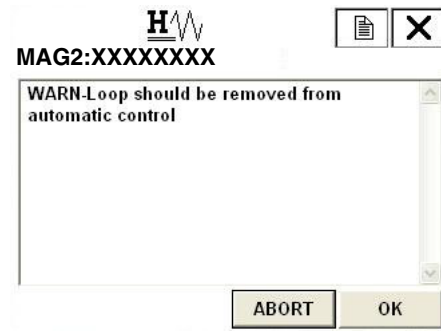 H
MAG2:XXXXXXXX
WARN-Loop should be removed from
automatic control
ABORT
OK